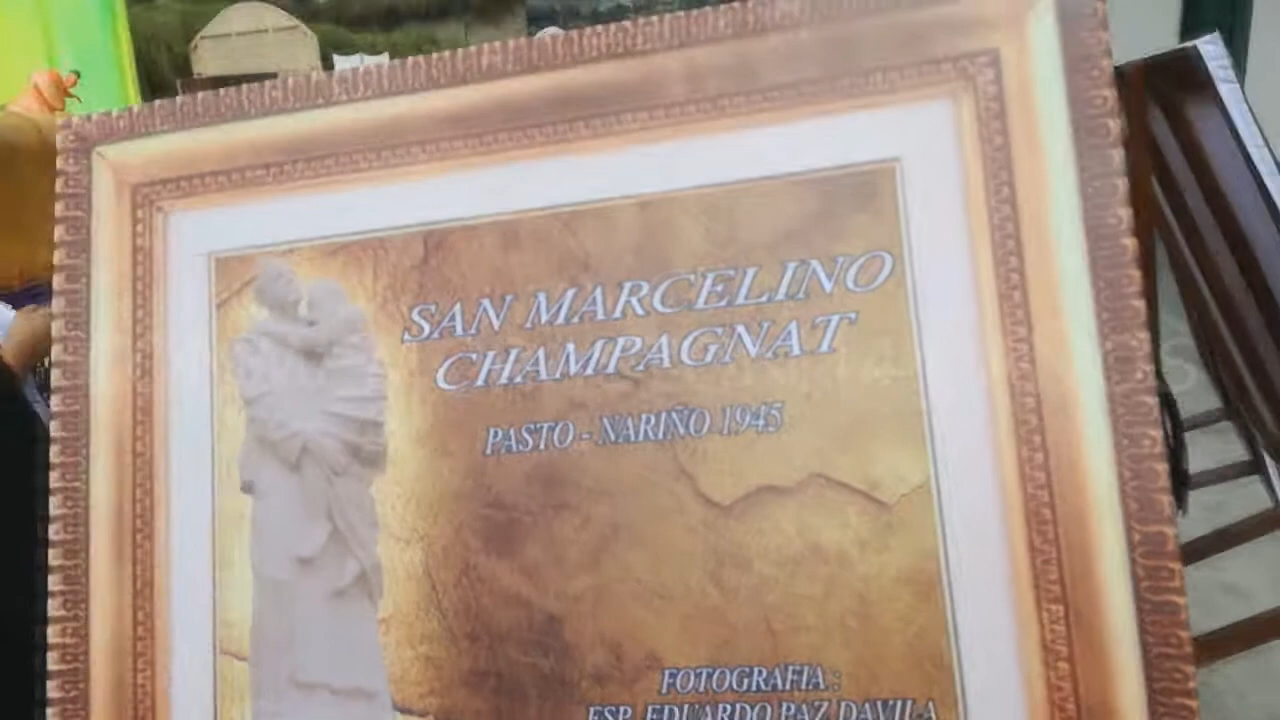 SAN MARCELINO
CHAMPAGNAT
PASTO - NARIÑO 1945
FOTOGRAFIA :
ESP. EDUARDO PAZ DAVILA